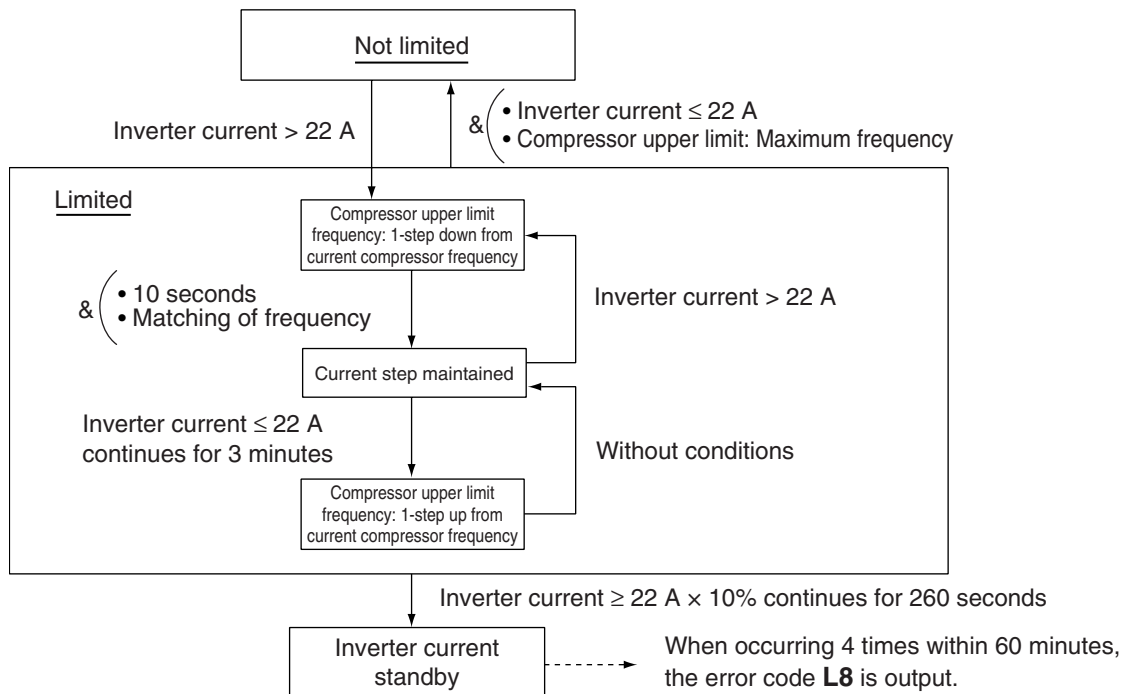 Not limited
Inverter current > 22 A
&
• Inverter current ≤ 22 A
• Compressor upper limit: Maximum frequency
Limited
Compressor upper limit
frequency: 1-step down from
current compressor frequency
&
• 10 seconds
• Matching of frequency
Inverter current > 22 A
Current step maintained
Inverter current ≤ 22 A
continues for 3 minutes
Without conditions
Compressor upper limit
frequency: 1-step up from
current compressor frequency
Inverter current ≥ 22 A × 10% continues for 260 seconds
Inverter current
standby
When occurring 4 times within 60 minutes,
the error code L8 is output.